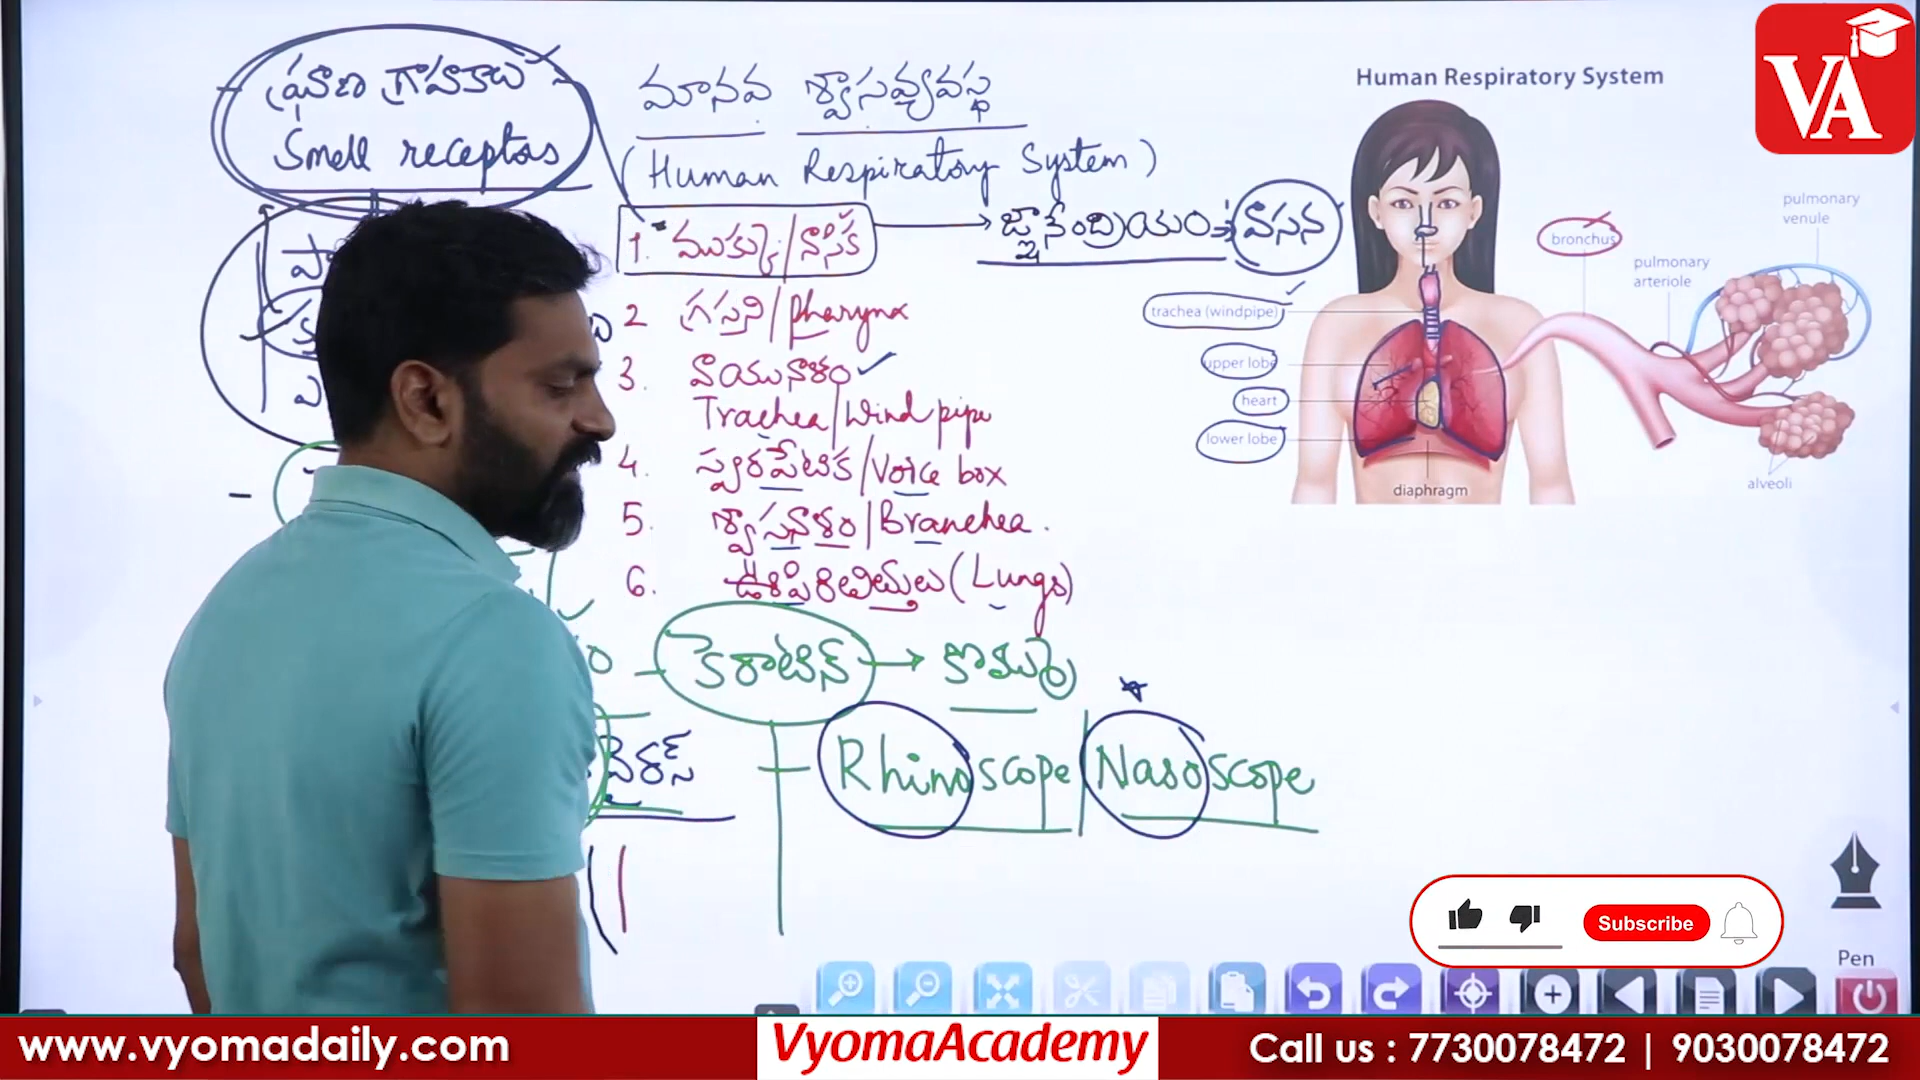 ఘ్రాణ గ్రాహకాలు
Smell receptors
మానవ శ్వాసవ్యవస్థ
(Human Respiratory System)
1. ముక్కు/నాసిక → జ్ఞానేంద్రియం → వాసన
2 గ్రసని/pharynx
3. వాయునాళం
Trachea/Wind pipe
4. స్వరపేటిక/Voice box
5. శ్వాసనాళం/Branchea.
6. ఊపిరితిత్తులు (Lungs)
కెరాటిన్ → కొమ్ము
వైరస్
Rhinoscope | Nasoscope
Human Respiratory System
pulmonary
venule
bronchus
pulmonary
arteriole
trachea (windpipe)
upper lobe
heart
lower lobe
diaphragm
alveoli
VA
Subscribe
Pen
www.vyomadaily.com
VyomaAcademy
Call us : 7730078472 | 9030078472